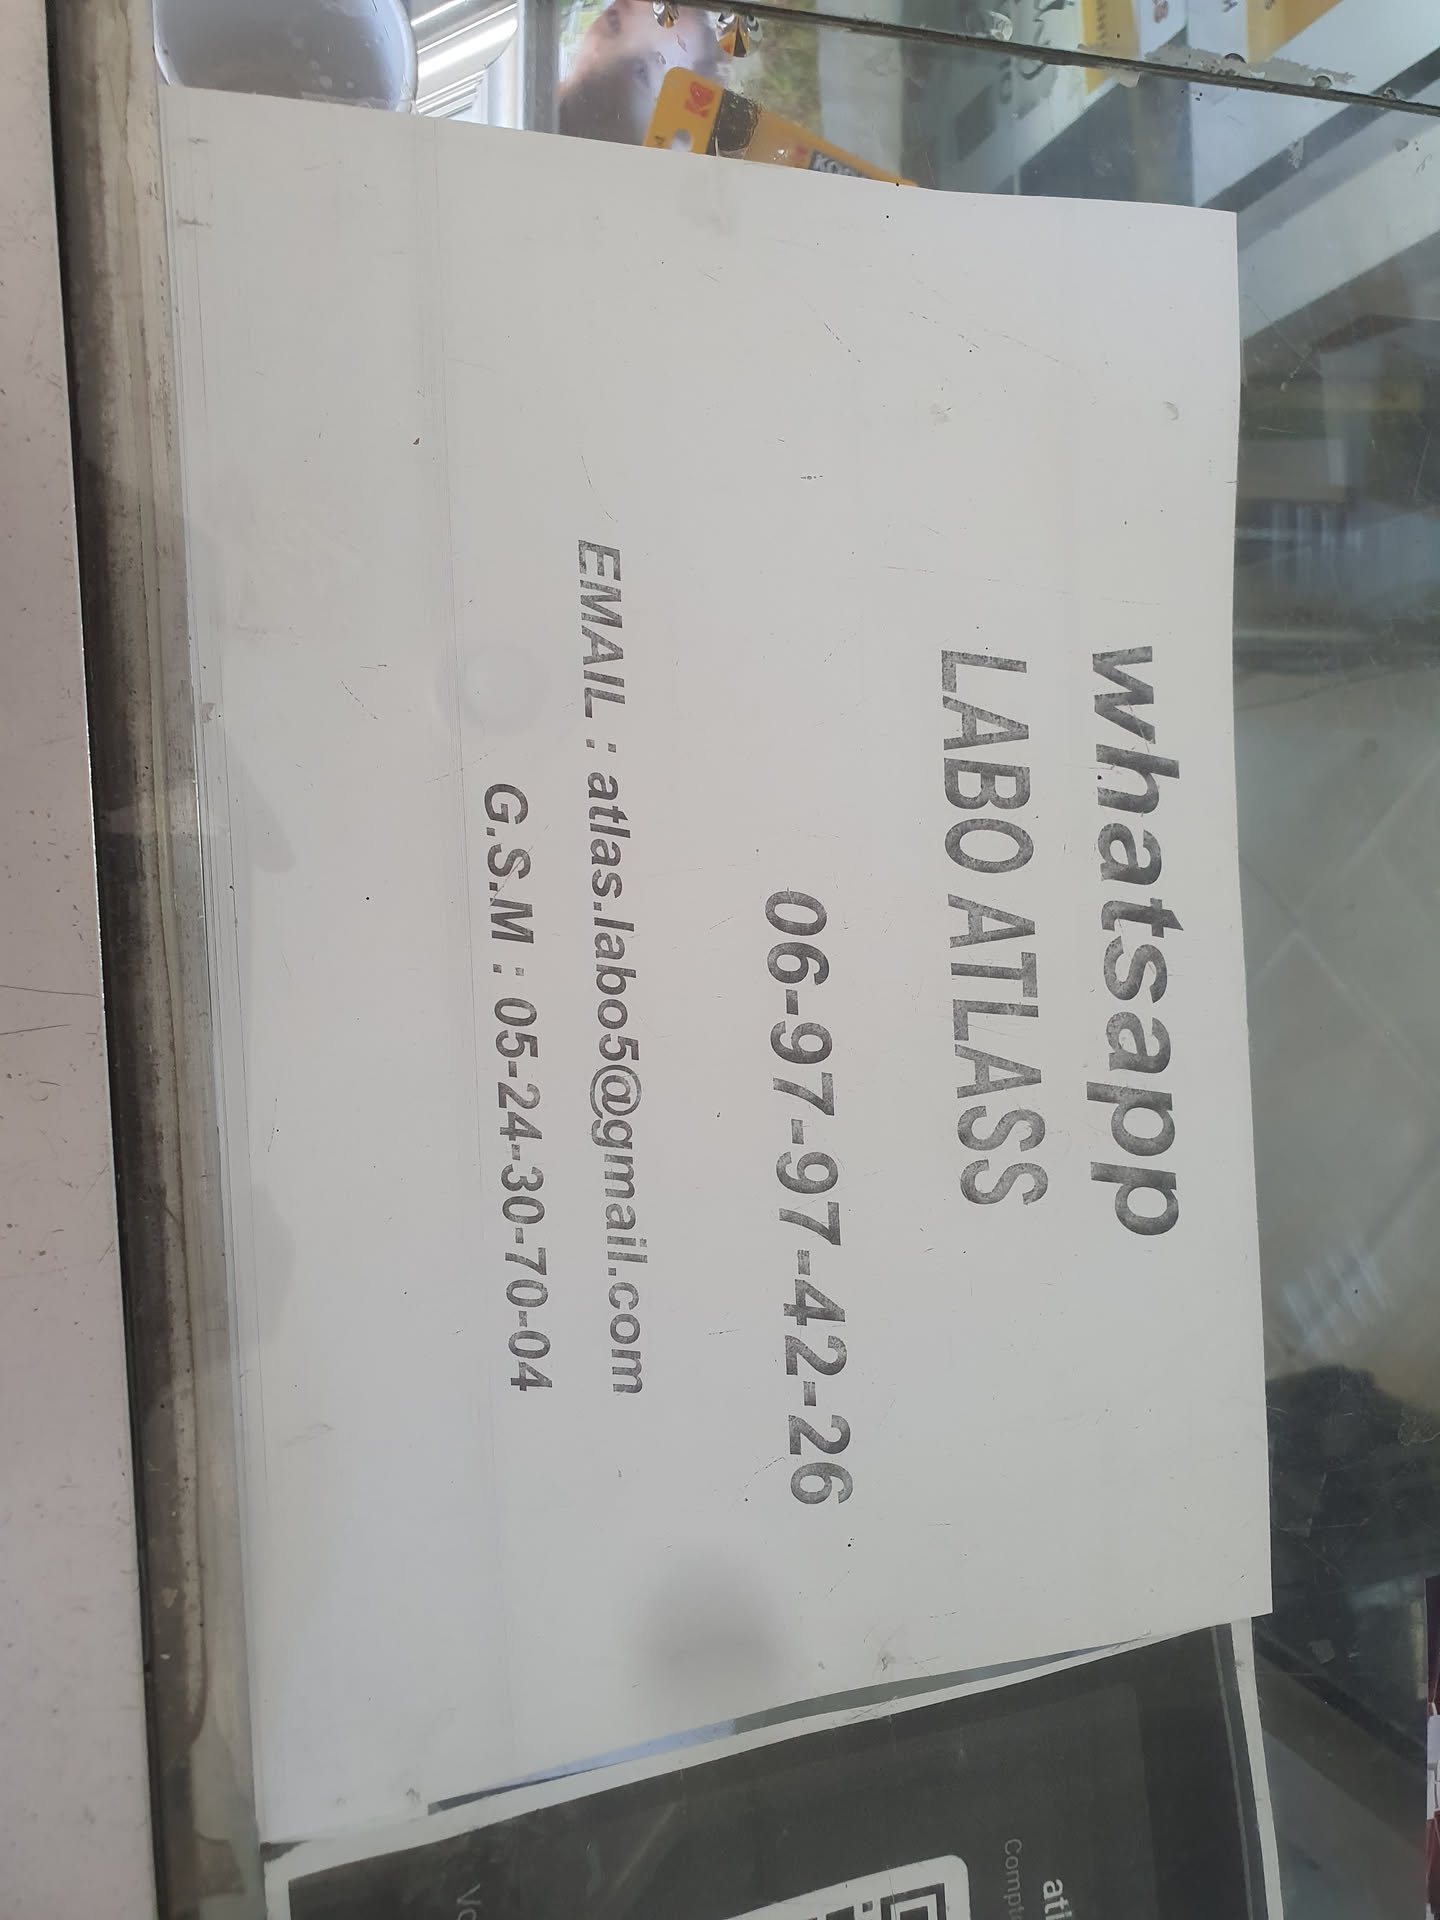 whatsapp
LABO ATLASS
06-97-97-42-26
EMAIL : atlas.labo5@gmail.com
G.S.M : 05-24-30-70-04